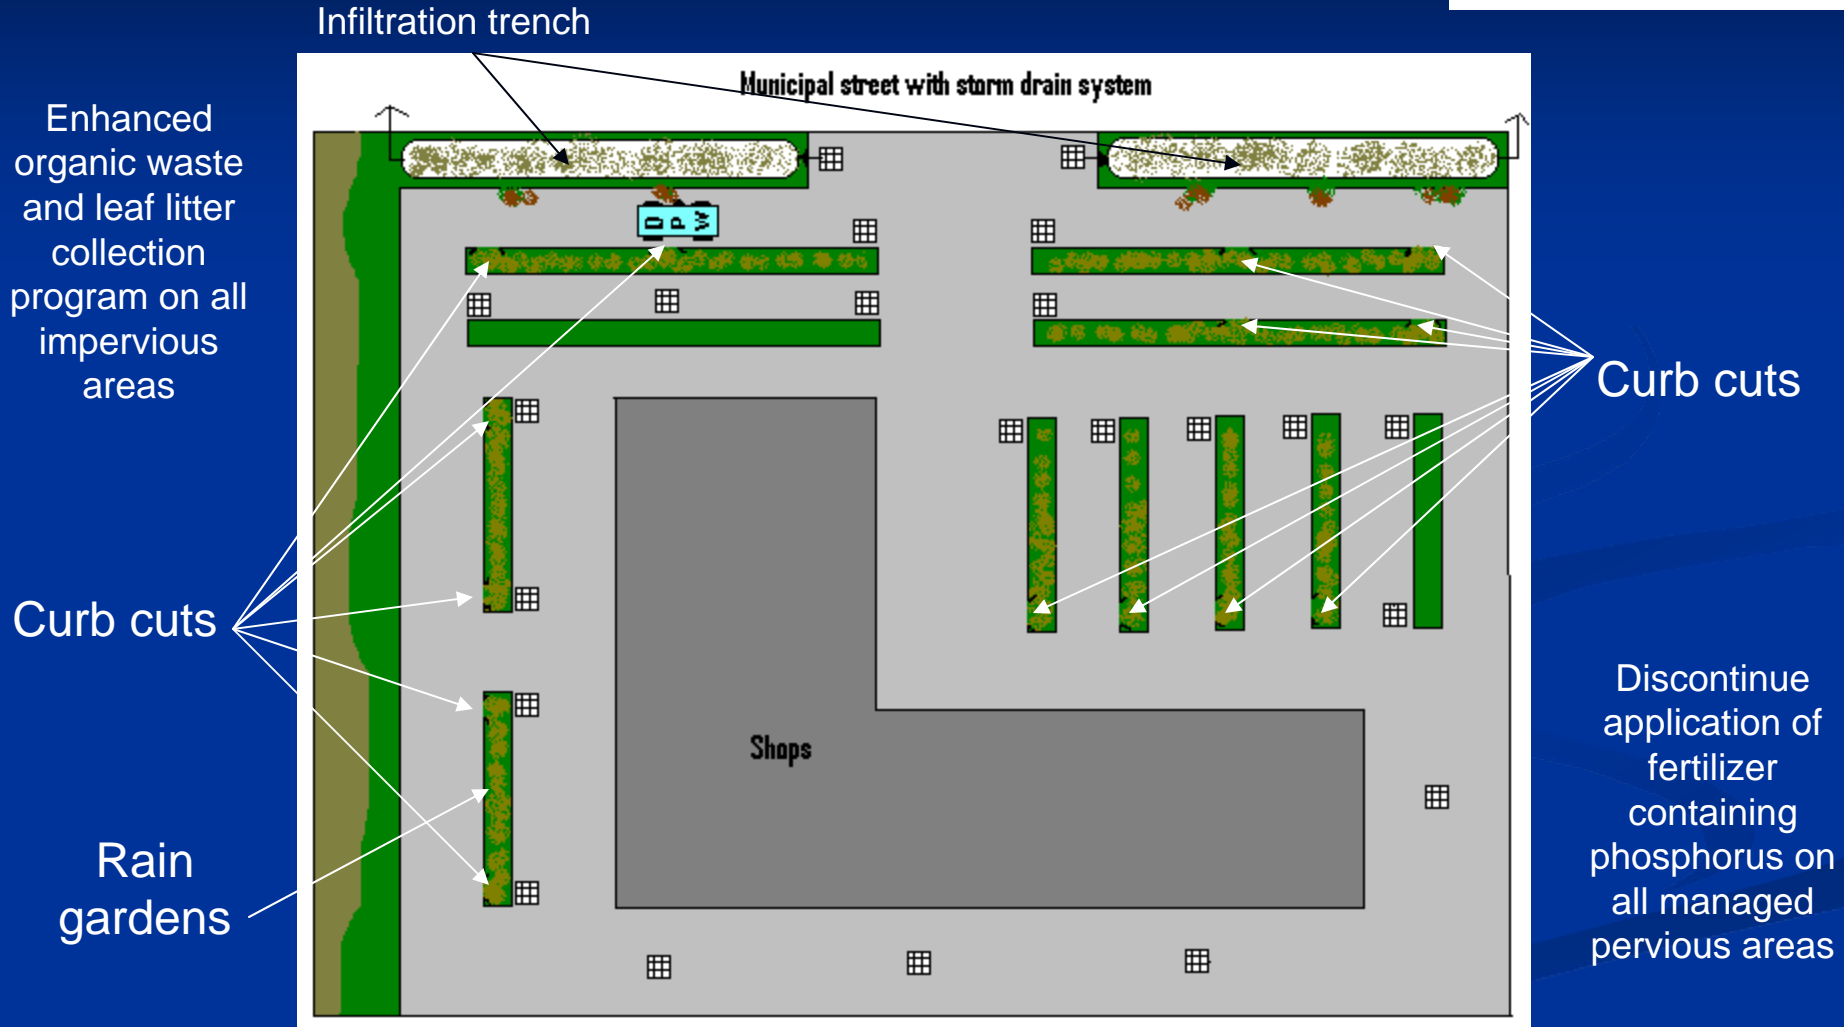 Infiltration trench
Municipal street with storm drain system
Enhanced
organic waste
and leaf litter
collection
program on all
impervious
areas
D P W
Curb cuts
Curb cuts
Shops
Rain
gardens
Discontinue
application of
fertilizer
containing
phosphorus on
all managed
pervious areas